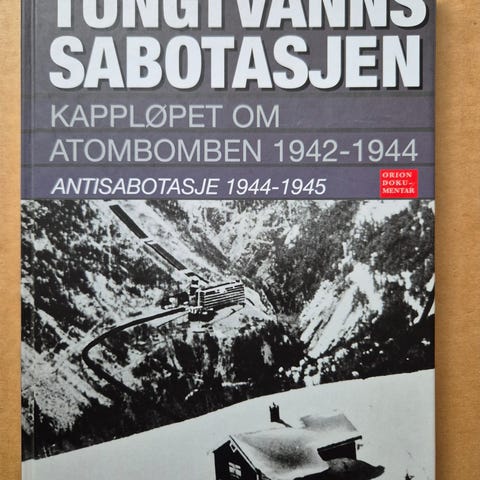 TUNGTVANNS
SABOTASJEN
KAPPLØPET OM
ATOMBOMBEN 1942-1944
ANTISABOTASJE 1944-1945
ORION
DOKU-
MENTAR